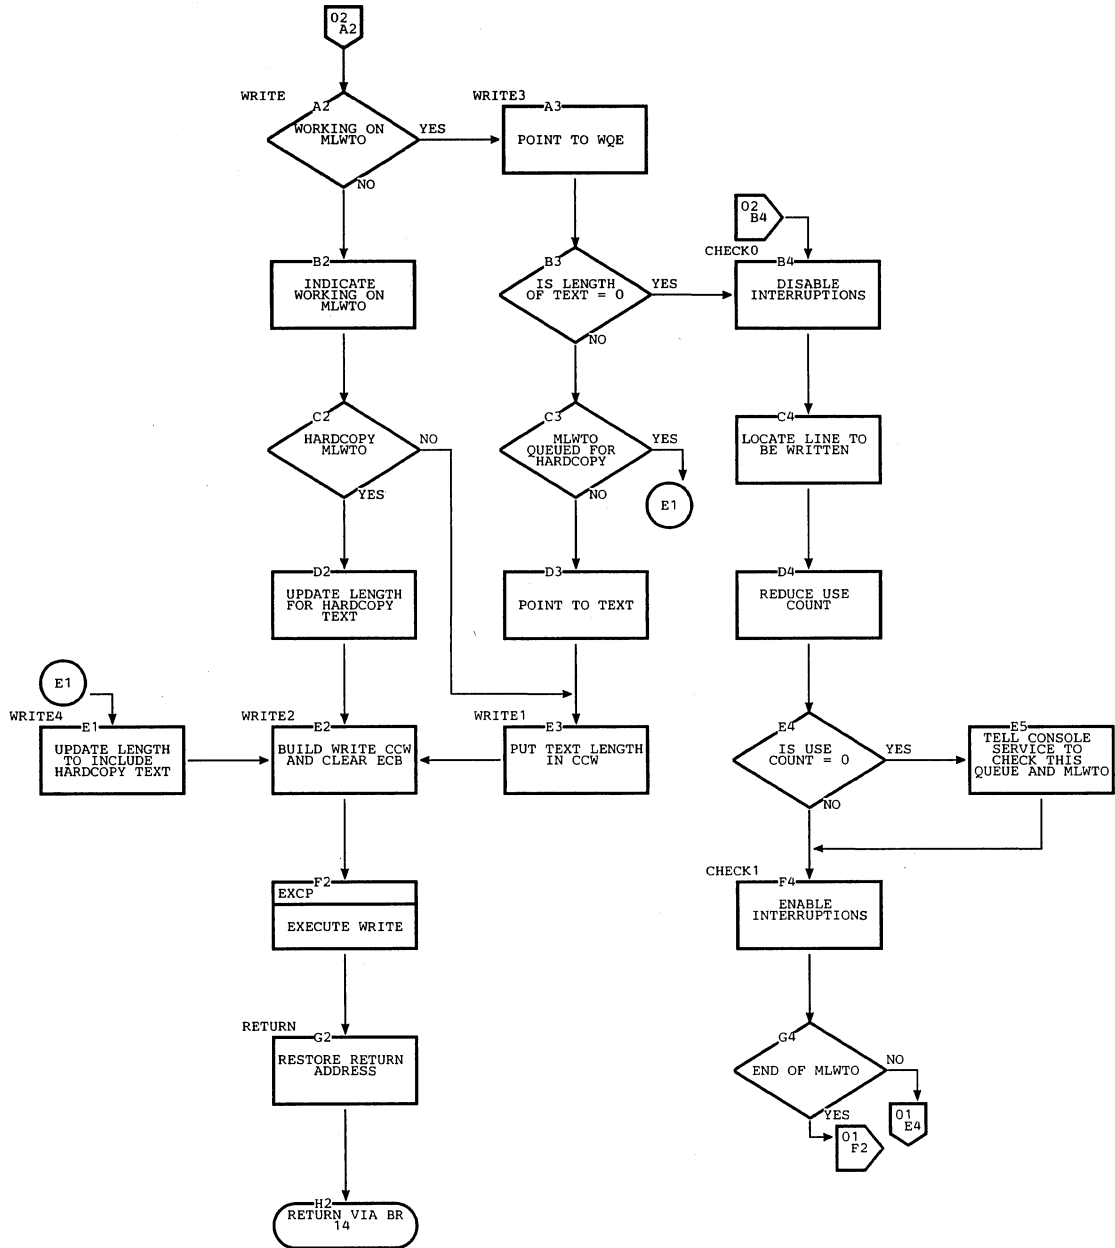 02
A2
WRITE
A2
WORKING ON
MLWTO
YES
NO
WRITE3
A3
POINT TO WQE
02
B4
CHECK0
B2
INDICATE
WORKING ON
MLWTO
B3
IS LENGTH
OF TEXT = 0
YES
NO
B4
DISABLE
INTERRUPTIONS
C2
HARDCOPY
MLWTO
NO
YES
C3
MLWTO
QUEUED FOR
HARDCOPY
YES
NO
E1
C4
LOCATE LINE TO
BE WRITTEN
D2
UPDATE LENGTH
FOR HARDCOPY
TEXT
D3
POINT TO TEXT
D4
REDUCE USE
COUNT
E1
WRITE4
E1
UPDATE LENGTH
TO INCLUDE
HARDCOPY TEXT
WRITE2
E2
BUILD WRITE CCW
AND CLEAR ECB
WRITE1
E3
PUT TEXT LENGTH
IN CCW
E4
IS USE
COUNT = 0
YES
NO
E5
TELL CONSOLE
SERVICE TO
CHECK THIS
QUEUE AND MLWTO
F2
EXCP
EXECUTE WRITE
CHECK1
F4
ENABLE
INTERRUPTIONS
RETURN
G2
RESTORE RETURN
ADDRESS
G4
END OF MLWTO
NO
YES
01
E4
01
F2
H2
RETURN VIA BR
14